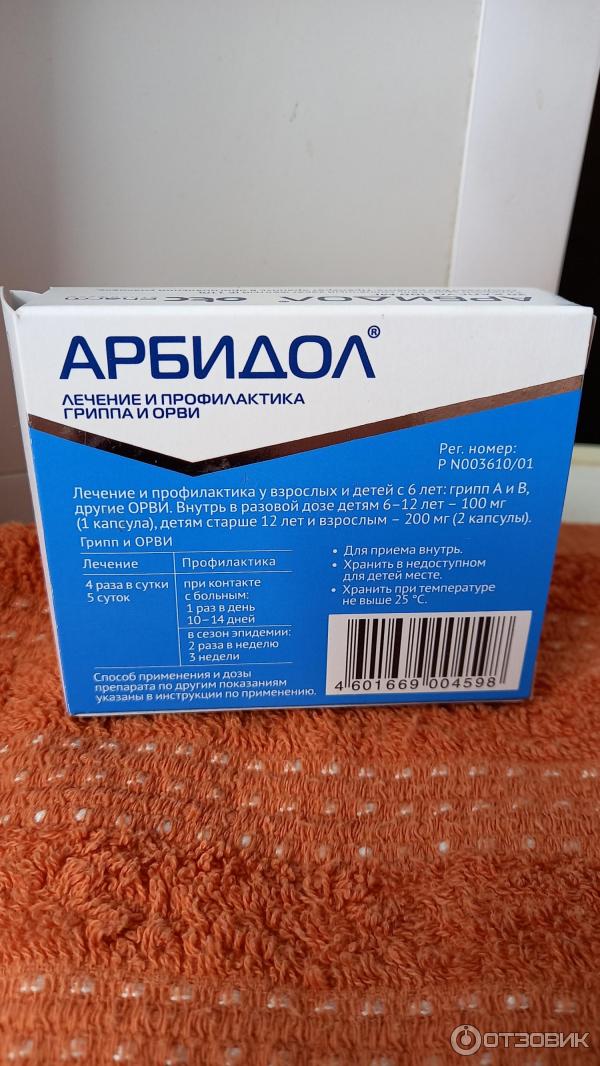 АРБИДОЛ® otc pharm
АРБИДОЛ®
ЛЕЧЕНИЕ И ПРОФИЛАКТИКА
ГРИППА И ОРВИ
Рег. номер:
Р N003610/01
Лечение и профилактика у взрослых и детей с 6 лет: грипп А и В,
другие ОРВИ. Внутрь в разовой дозе детям 6–12 лет – 100 мг
(1 капсула), детям старше 12 лет и взрослым – 200 мг (2 капсулы).
Грипп и ОРВИ
Лечение
4 раза в сутки
5 суток
Профилактика
при контакте
с больным:
1 раз в день
10–14 дней
в сезон эпидемии:
2 раза в неделю
3 недели
Способ применения и дозы
препарата по другим показаниям
указаны в инструкции по применению.
• Для приема внутрь.
• Хранить в недоступном
для детей месте.
• Хранить при температуре
не выше 25 °С.
4 601669 004598
ОТЗОВИК